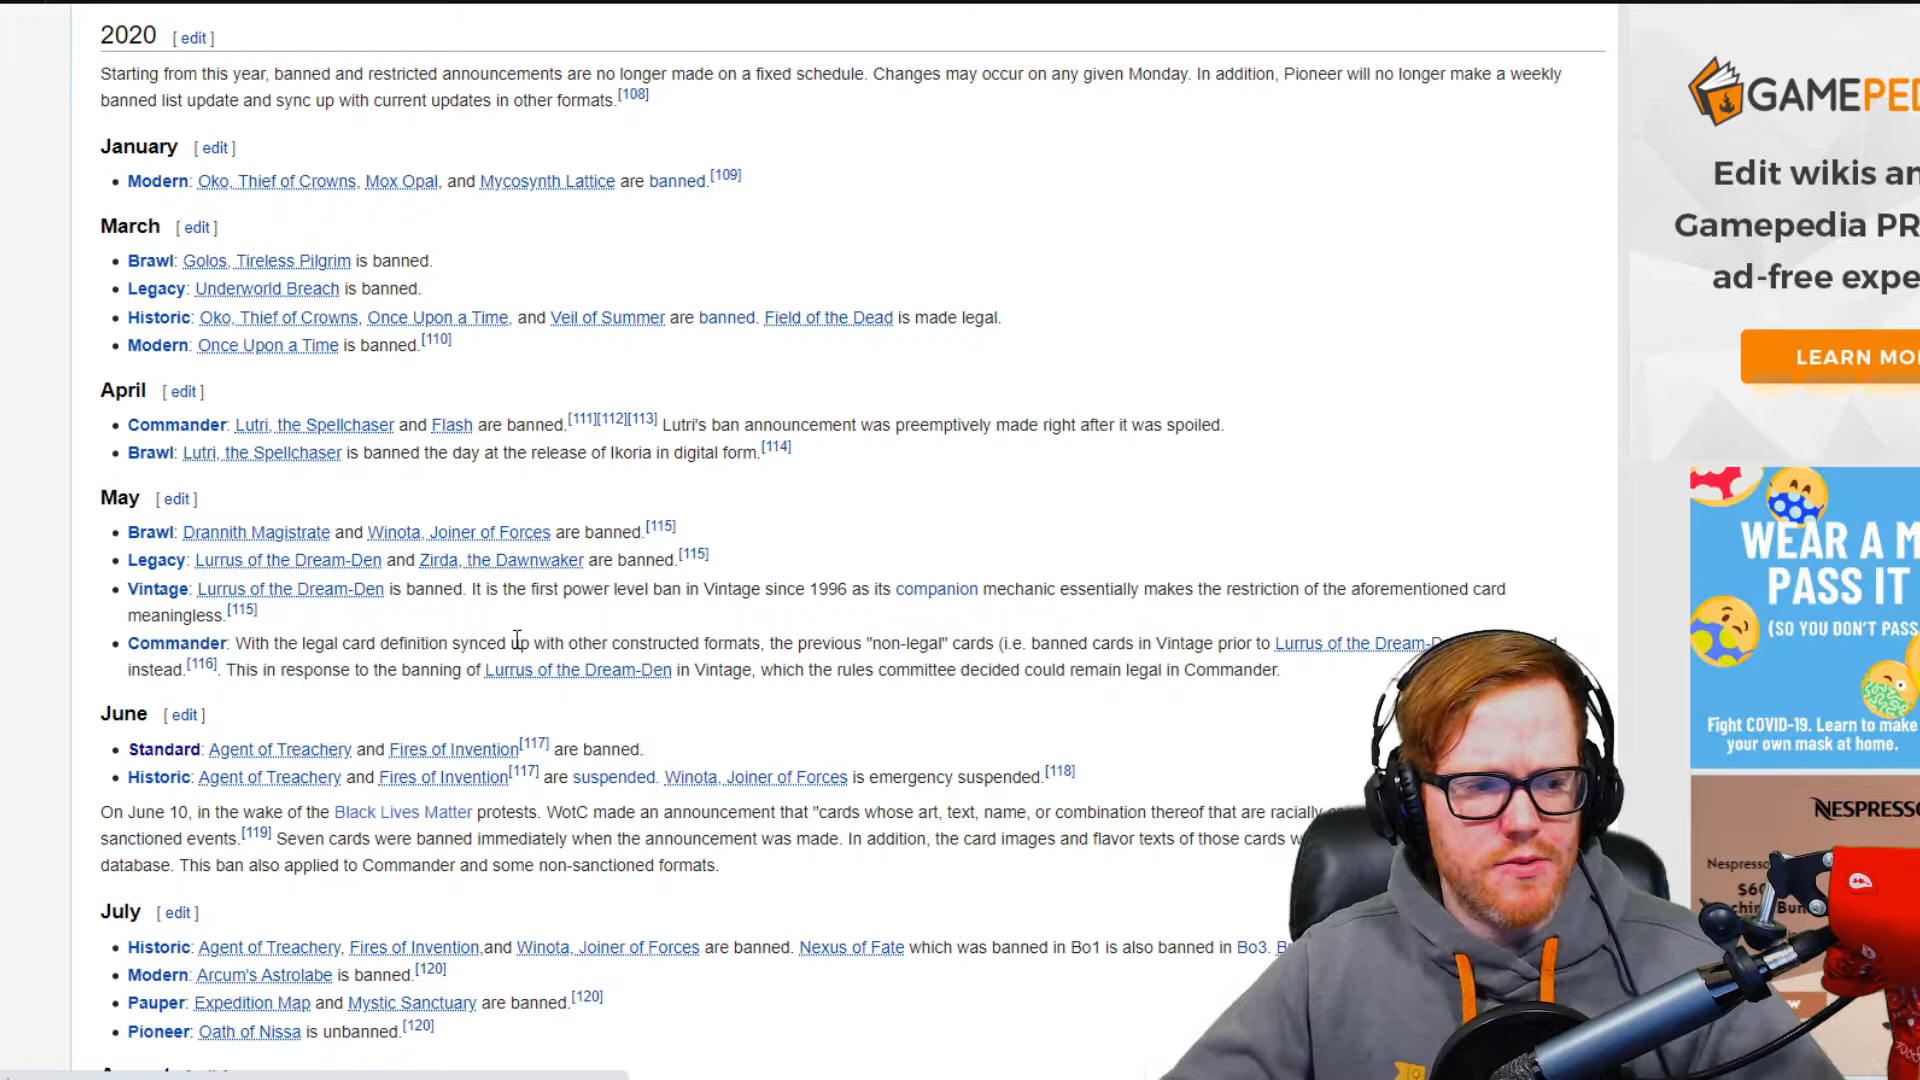 2020 [ edit ]
Starting from this year, banned and restricted announcements are no longer made on a fixed schedule. Changes may occur on any given Monday. In addition, Pioneer will no longer make a weekly
banned list update and sync up with current updates in other formats.[108]
January [ edit ]
• Modern: Oko, Thief of Crowns, Mox Opal, and Mycosynth Lattice are banned.[109]
March [ edit ]
• Brawl: Golos, Tireless Pilgrim is banned.
• Legacy: Underworld Breach is banned.
• Historic: Oko, Thief of Crowns, Once Upon a Time, and Veil of Summer are banned. Field of the Dead is made legal.
• Modern: Once Upon a Time is banned.[110]
April [ edit ]
• Commander: Lutri, the Spellchaser and Flash are banned.[111][112][113] Lutri's ban announcement was preemptively made right after it was spoiled.
• Brawl: Lutri, the Spellchaser is banned the day at the release of Ikoria in digital form.[114]
May [ edit ]
• Brawl: Drannith Magistrate and Winota, Joiner of Forces are banned.[115]
• Legacy: Lurrus of the Dream-Den and Zirda, the Dawnwaker are banned.[115]
• Vintage: Lurrus of the Dream-Den is banned. It is the first power level ban in Vintage since 1996 as its companion mechanic essentially makes the restriction of the aforementioned card
meaningless.[115]
• Commander: With the legal card definition synced up with other constructed formats, the previous "non-legal" cards (i.e. banned cards in Vintage prior to Lurrus of the Dream-
instead.[116]. This in response to the banning of Lurrus of the Dream-Den in Vintage, which the rules committee decided could remain legal in Commander.
June [ edit ]
• Standard: Agent of Treachery and Fires of Invention[117] are banned.
• Historic: Agent of Treachery and Fires of Invention[117] are suspended. Winota, Joiner of Forces is emergency suspended.[118]
On June 10, in the wake of the Black Lives Matter protests. WotC made an announcement that "cards whose art, text, name, or combination thereof that are racially
sanctioned events.[119] Seven cards were banned immediately when the announcement was made. In addition, the card images and flavor texts of those cards
database. This ban also applied to Commander and some non-sanctioned formats.
July [ edit ]
• Historic: Agent of Treachery, Fires of Invention,and Winota, Joiner of Forces are banned. Nexus of Fate which was banned in Bo1 is also banned in Bo3.
• Modern: Arcum's Astrolabe is banned.[120]
• Pauper: Expedition Map and Mystic Sanctuary are banned.[120]
• Pioneer: Oath of Nissa is unbanned.[120]
GAMEPED
Edit wikis an
Gamepedia PR
ad-free expe
LEARN MO
WEAR A M
PASS IT
(SO YOU DON'T PASS
Fight COVID-19. Learn to make
your own mask at home.
NESPRESSO
Nespresso
$60